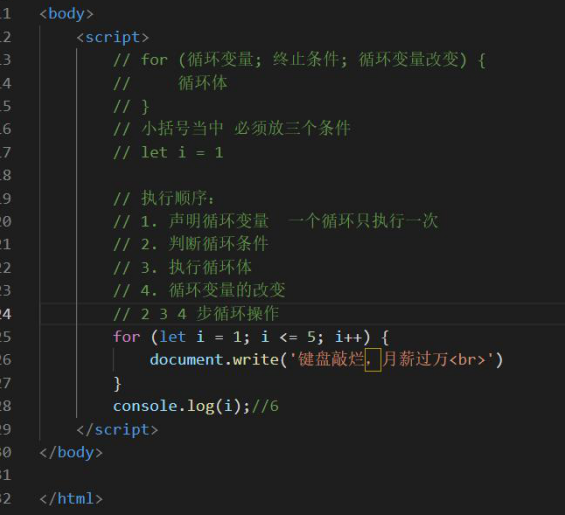 11 <body>
12     <script>
13         // for (循环变量; 终止条件; 循环变量改变) {
14         //     循环体
15         // }
16         // 小括号当中 必须放三个条件
17         // let i = 1
18
19         // 执行顺序:
20         // 1. 声明循环变量  一个循环只执行一次
21         // 2. 判断循环条件
22         // 3. 执行循环体
23         // 4. 循环变量的改变
24         // 2 3 4 步循环操作
25         for (let i = 1; i <= 5; i++) {
26             document.write('键盘敲烂，月薪过万<br>')
27         }
28         console.log(i);//6
29     </script>
30 </body>
31
32 </html>